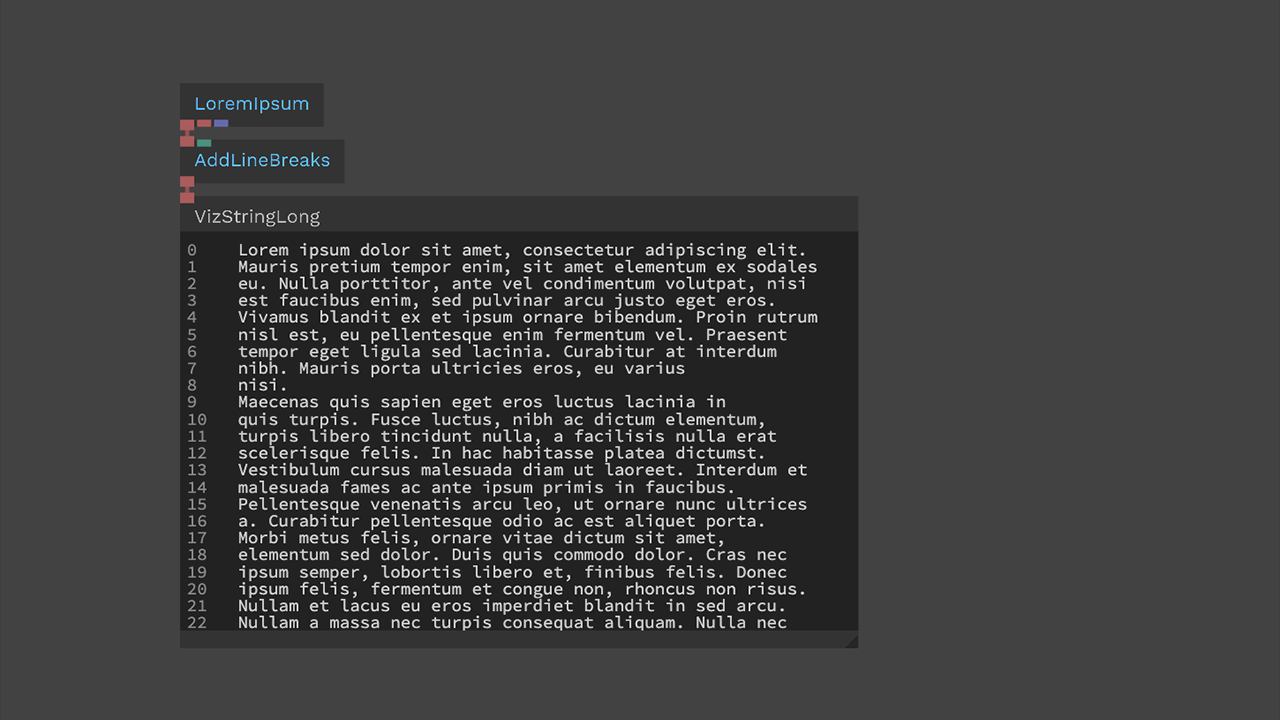 LoremIpsum
AddLineBreaks
VizStringLong
0 Lorem ipsum dolor sit amet, consectetur adipiscing elit.
1 Mauris pretium tempor enim, sit amet elementum ex sodales
2 eu. Nulla porttitor, ante vel condimentum volutpat, nisi
3 est faucibus enim, sed pulvinar arcu justo eget eros.
4 Vivamus blandit ex et ipsum ornare bibendum. Proin rutrum
5 nisl est, eu pellentesque enim fermentum vel. Praesent
6 tempor eget ligula sed lacinia. Curabitur at interdum
7 nibh. Mauris porta ultricies eros, eu varius
8 nisi.
9 Maecenas quis sapien eget eros luctus lacinia in
10 quis turpis. Fusce luctus, nibh ac dictum elementum,
11 turpis libero tincidunt nulla, a facilisis nulla erat
12 scelerisque felis. In hac habitasse platea dictumst.
13 Vestibulum cursus malesuada diam ut laoreet. Interdum et
14 malesuada fames ac ante ipsum primis in faucibus.
15 Pellentesque venenatis arcu leo, ut ornare nunc ultrices
16 a. Curabitur pellentesque odio ac est aliquet porta.
17 Morbi metus felis, ornare vitae dictum sit amet,
18 elementum sed dolor. Duis quis commodo dolor. Cras nec
19 ipsum semper, lobortis libero et, finibus felis. Donec
20 ipsum felis, fermentum et congue non, rhoncus non risus.
21 Nullam et lacus eu eros imperdiet blandit in sed arcu.
22 Nullam a massa nec turpis consequat aliquam. Nulla nec